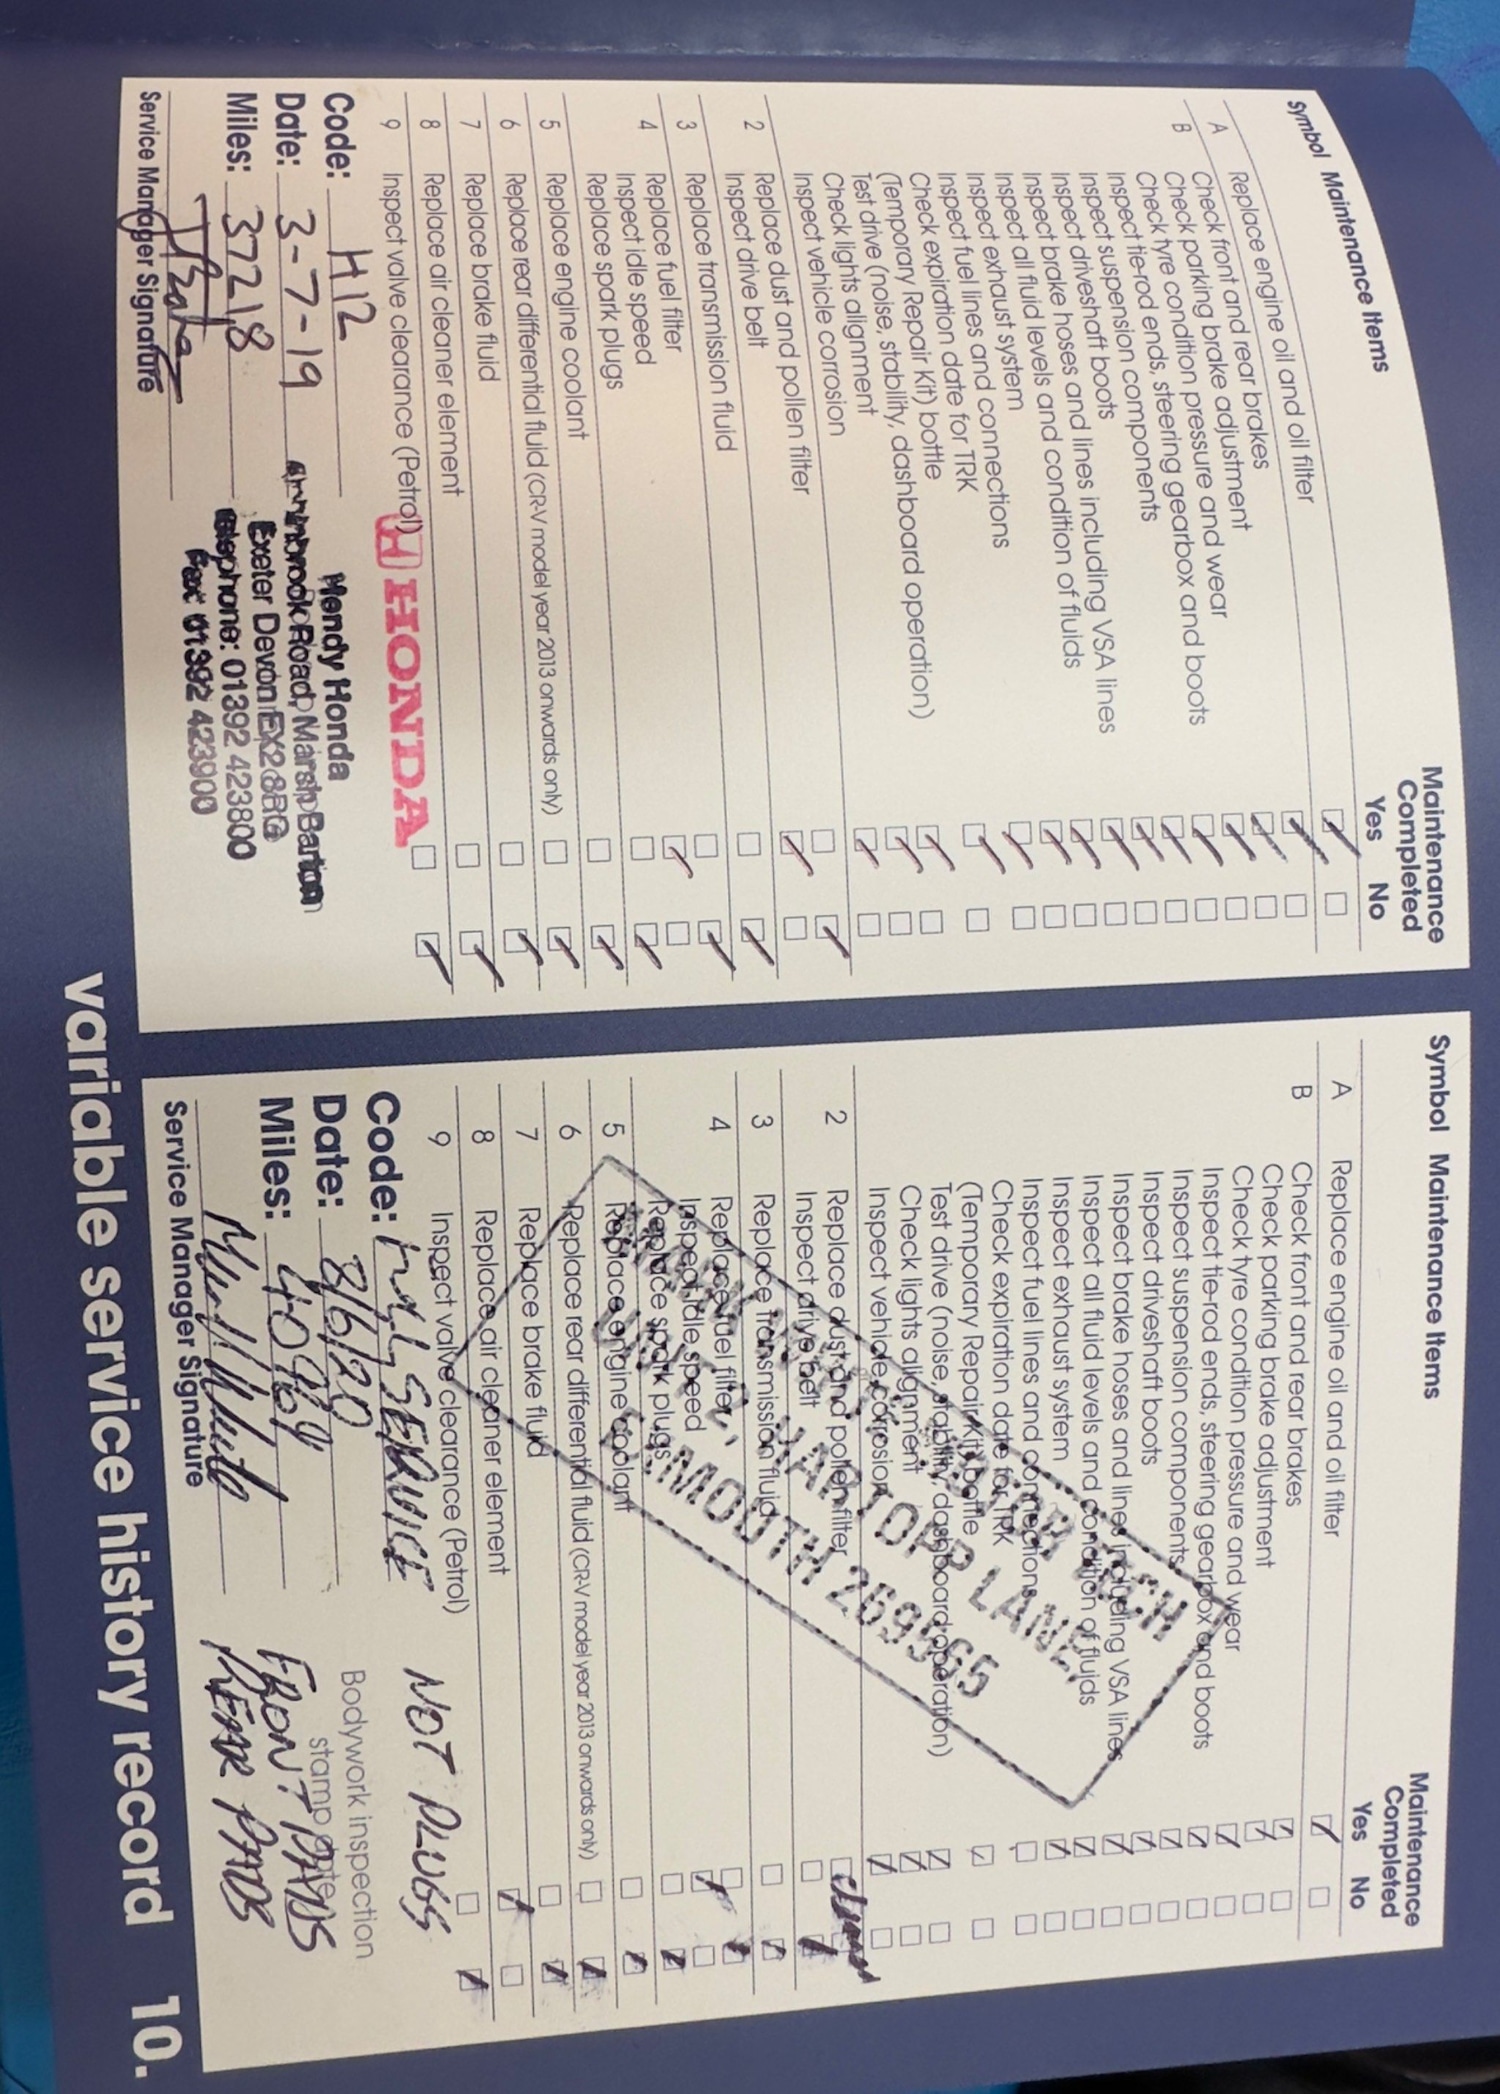 Symbol Maintenance Items
Maintenance
Completed
Yes No
A Replace engine oil and oil filter
B Check front and rear brakes
Check parking brake adjustment
Check tyre condition pressure and wear
Inspect tie-rod ends, steering gearbox and boots
Inspect suspension components
Inspect driveshaft boots
Inspect brake hoses and lines including VSA lines
Inspect all fluid levels and condition of fluids
Inspect exhaust system
Inspect fuel lines and connections
Check expiration date for TRK
(Temporary Repair Kit) bottle
Test drive (noise, stability, dashboard operation)
Check lights alignment
Inspect vehicle corrosion
2 Replace dust and pollen filter
Inspect drive belt
3 Replace transmission fluid
4 Replace fuel filter
Inspect idle speed
Replace spark plugs
5 Replace engine coolant
6 Replace rear differential fluid (CR-V model year 2013 onwards only)
7 Replace brake fluid
8 Replace air cleaner element
9 Inspect valve clearance (Petrol)
HONDA
Code: H12
Date: 3-7-19
Miles: 37218
Service Manager Signature
Hendy Honda
Road, Marsh Barton
Exeter Devon EX2 8RG
Telephone: 01392 423800
Fax: 01392 423900
Symbol Maintenance Items
Maintenance
Completed
Yes No
A Replace engine oil and oil filter
B Check front and rear brakes
Check parking brake adjustment
Check tyre condition pressure and wear
Inspect tie-rod ends, steering gearbox and boots
Inspect suspension components
Inspect driveshaft boots
Inspect brake hoses and lines including VSA lines
Inspect all fluid levels and condition of fluids
Inspect exhaust system
Inspect fuel lines and connections
Check expiration date for TRK
(Temporary Repair Kit) bottle
Test drive (noise, stability, dashboard operation)
Check lights alignment
Inspect vehicle corrosion
2 Replace dust and pollen filter
Inspect drive belt
3 Replace transmission fluid
4 Replace fuel filter
Inspect idle speed
Replace spark plugs
5 Replace engine coolant
6 Replace rear differential fluid (CR-V model year 2013 onwards only)
7 Replace brake fluid
8 Replace air cleaner element
9 Inspect valve clearance (Petrol)
MARK MOTOR TECH
UNIT 2, HARTOPP LANE,
EXMOUTH 269565
Code: SERVICE
Date: 8/6/20
Miles: 40969
Service Manager Signature
NOT PLUGS
Bodywork inspection
stamp date
FRONT PADS
REAR PADS
variable service history record 10.